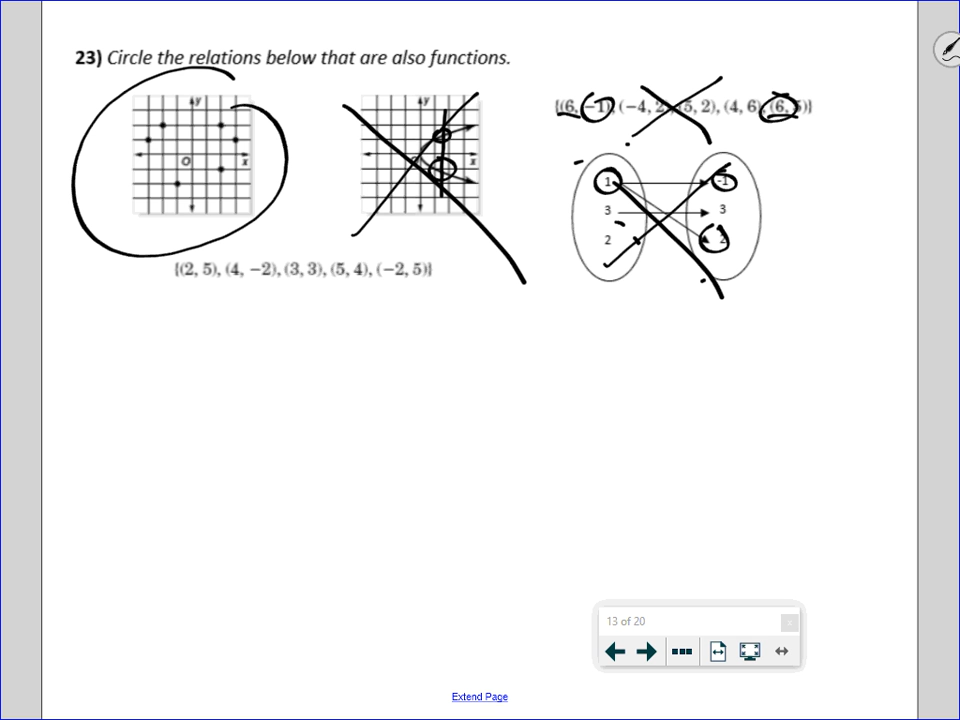 23) Circle the relations below that are also functions.
y
O
x
y
x
{(6, −1), (−4, 2), (5, 2), (4, 6), (6, 5)}
1
-1
3
3
2
2
{(2, 5), (4, −2), (3, 3), (5, 4), (−2, 5)}
13 of 20
x
Extend Page